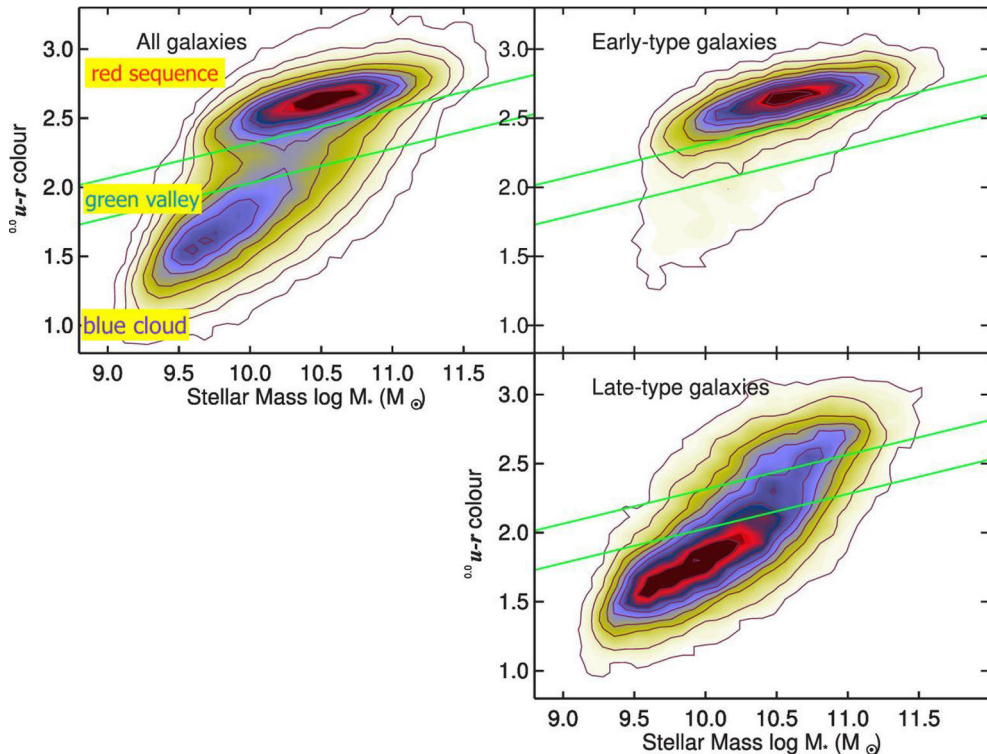 All galaxies
red sequence
green valley
blue cloud
0.0 u-r colour
3.0
2.5
2.0
1.5
1.0
9.0 9.5 10.0 10.5 11.0 11.5
Stellar Mass log M* (M⊙)
Early-type galaxies
3.0
2.5
2.0
1.5
1.0
Late-type galaxies
0.0 u-r colour
3.0
2.5
2.0
1.5
1.0
9.0 9.5 10.0 10.5 11.0 11.5
Stellar Mass log M* (M⊙)